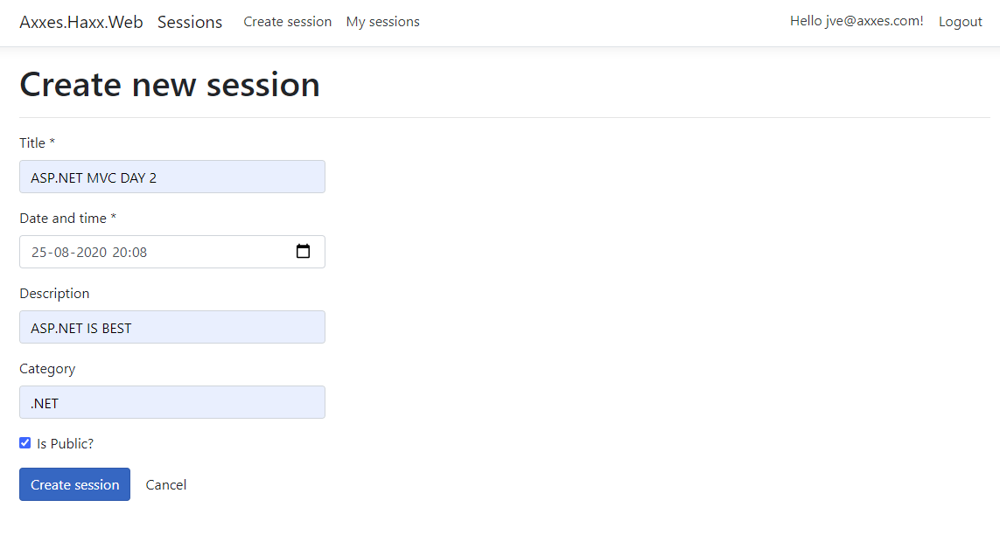 Axxes.Haxx.Web Sessions Create session My sessions Hello jve@axxes.com! Logout
Create new session
Title *
ASP.NET MVC DAY 2
Date and time *
25-08-2020 20:08
Description
ASP.NET IS BEST
Category
.NET
Is Public?
Create session Cancel